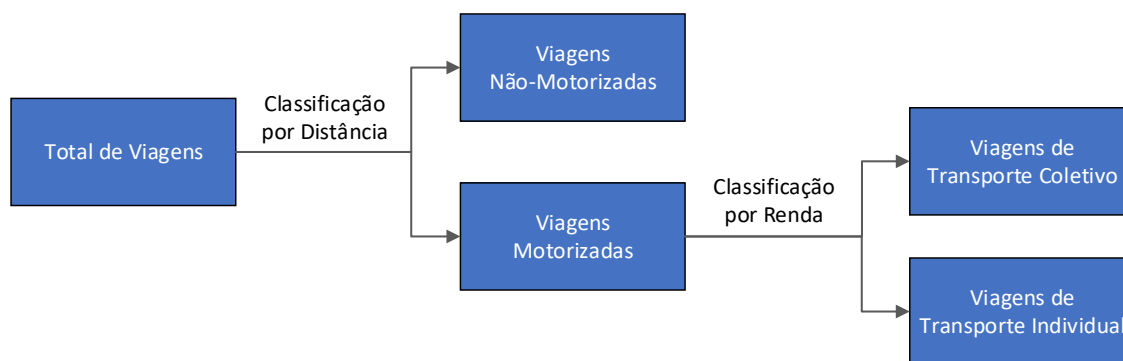 Total de Viagens
Classificação
por Distância
Viagens
Não-Motorizadas
Viagens
Motorizadas
Classificação
por Renda
Viagens de
Transporte Coletivo
Viagens de
Transporte Individual